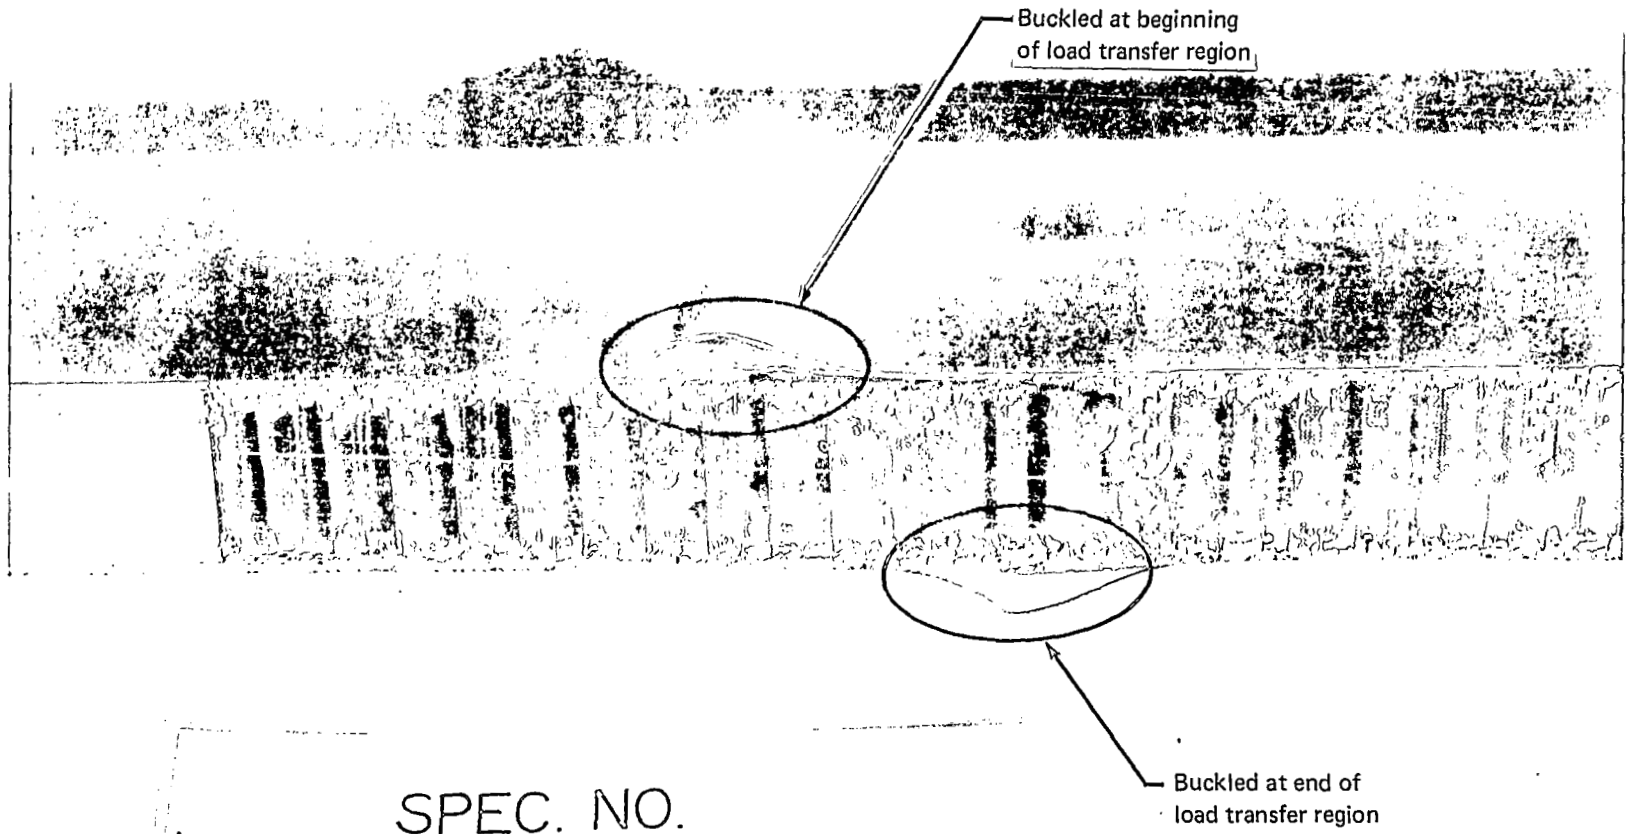 Buckled at beginning
of load transfer region
Buckled at end of
load transfer region
SPEC. NO.